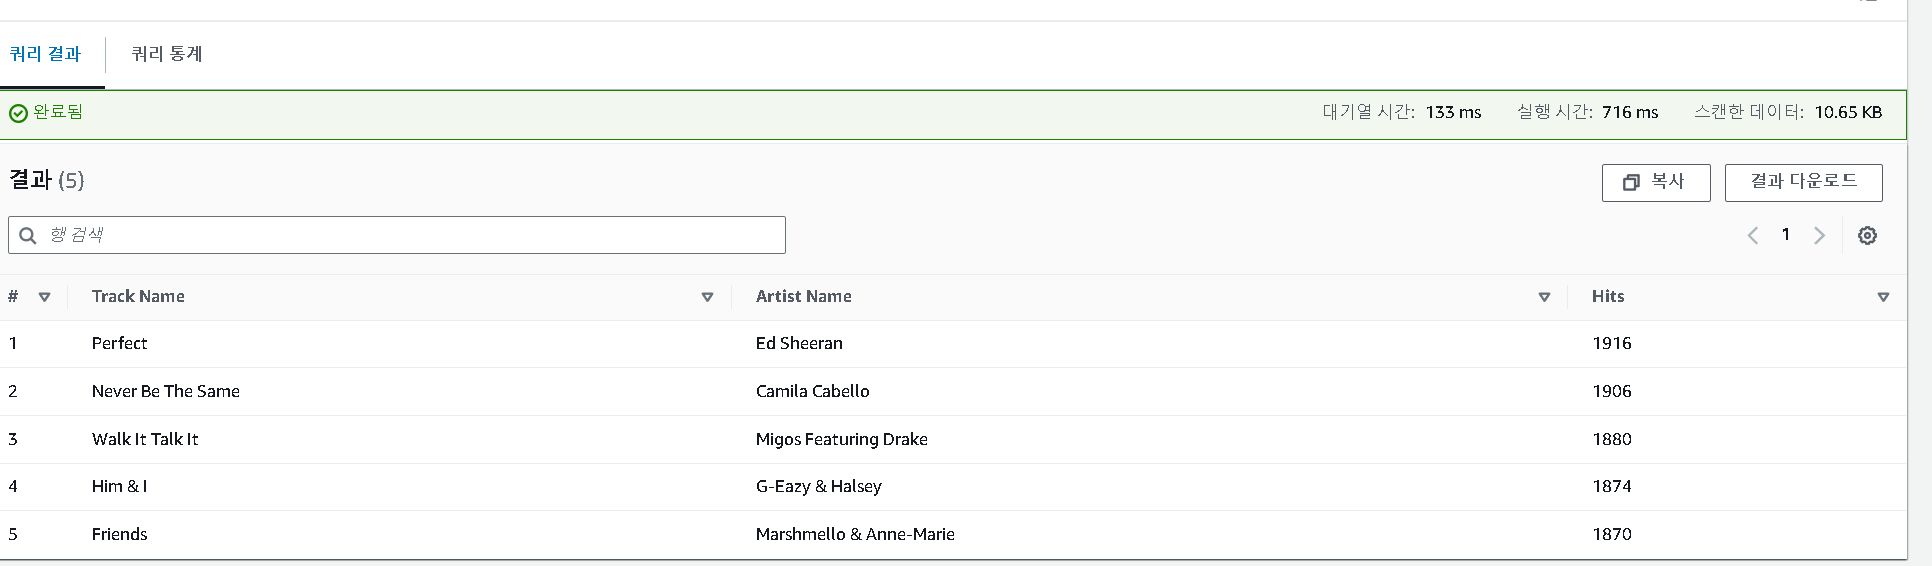 쿼리 결과 쿼리 통계
완료됨 대기열 시간: 133 ms 실행 시간: 716 ms 스캔한 데이터: 10.65 KB
결과 (5) 복사 결과 다운로드
행 검색 1
# Track Name Artist Name Hits
1 Perfect Ed Sheeran 1916
2 Never Be The Same Camila Cabello 1906
3 Walk It Talk It Migos Featuring Drake 1880
4 Him & I G-Eazy & Halsey 1874
5 Friends Marshmello & Anne-Marie 1870